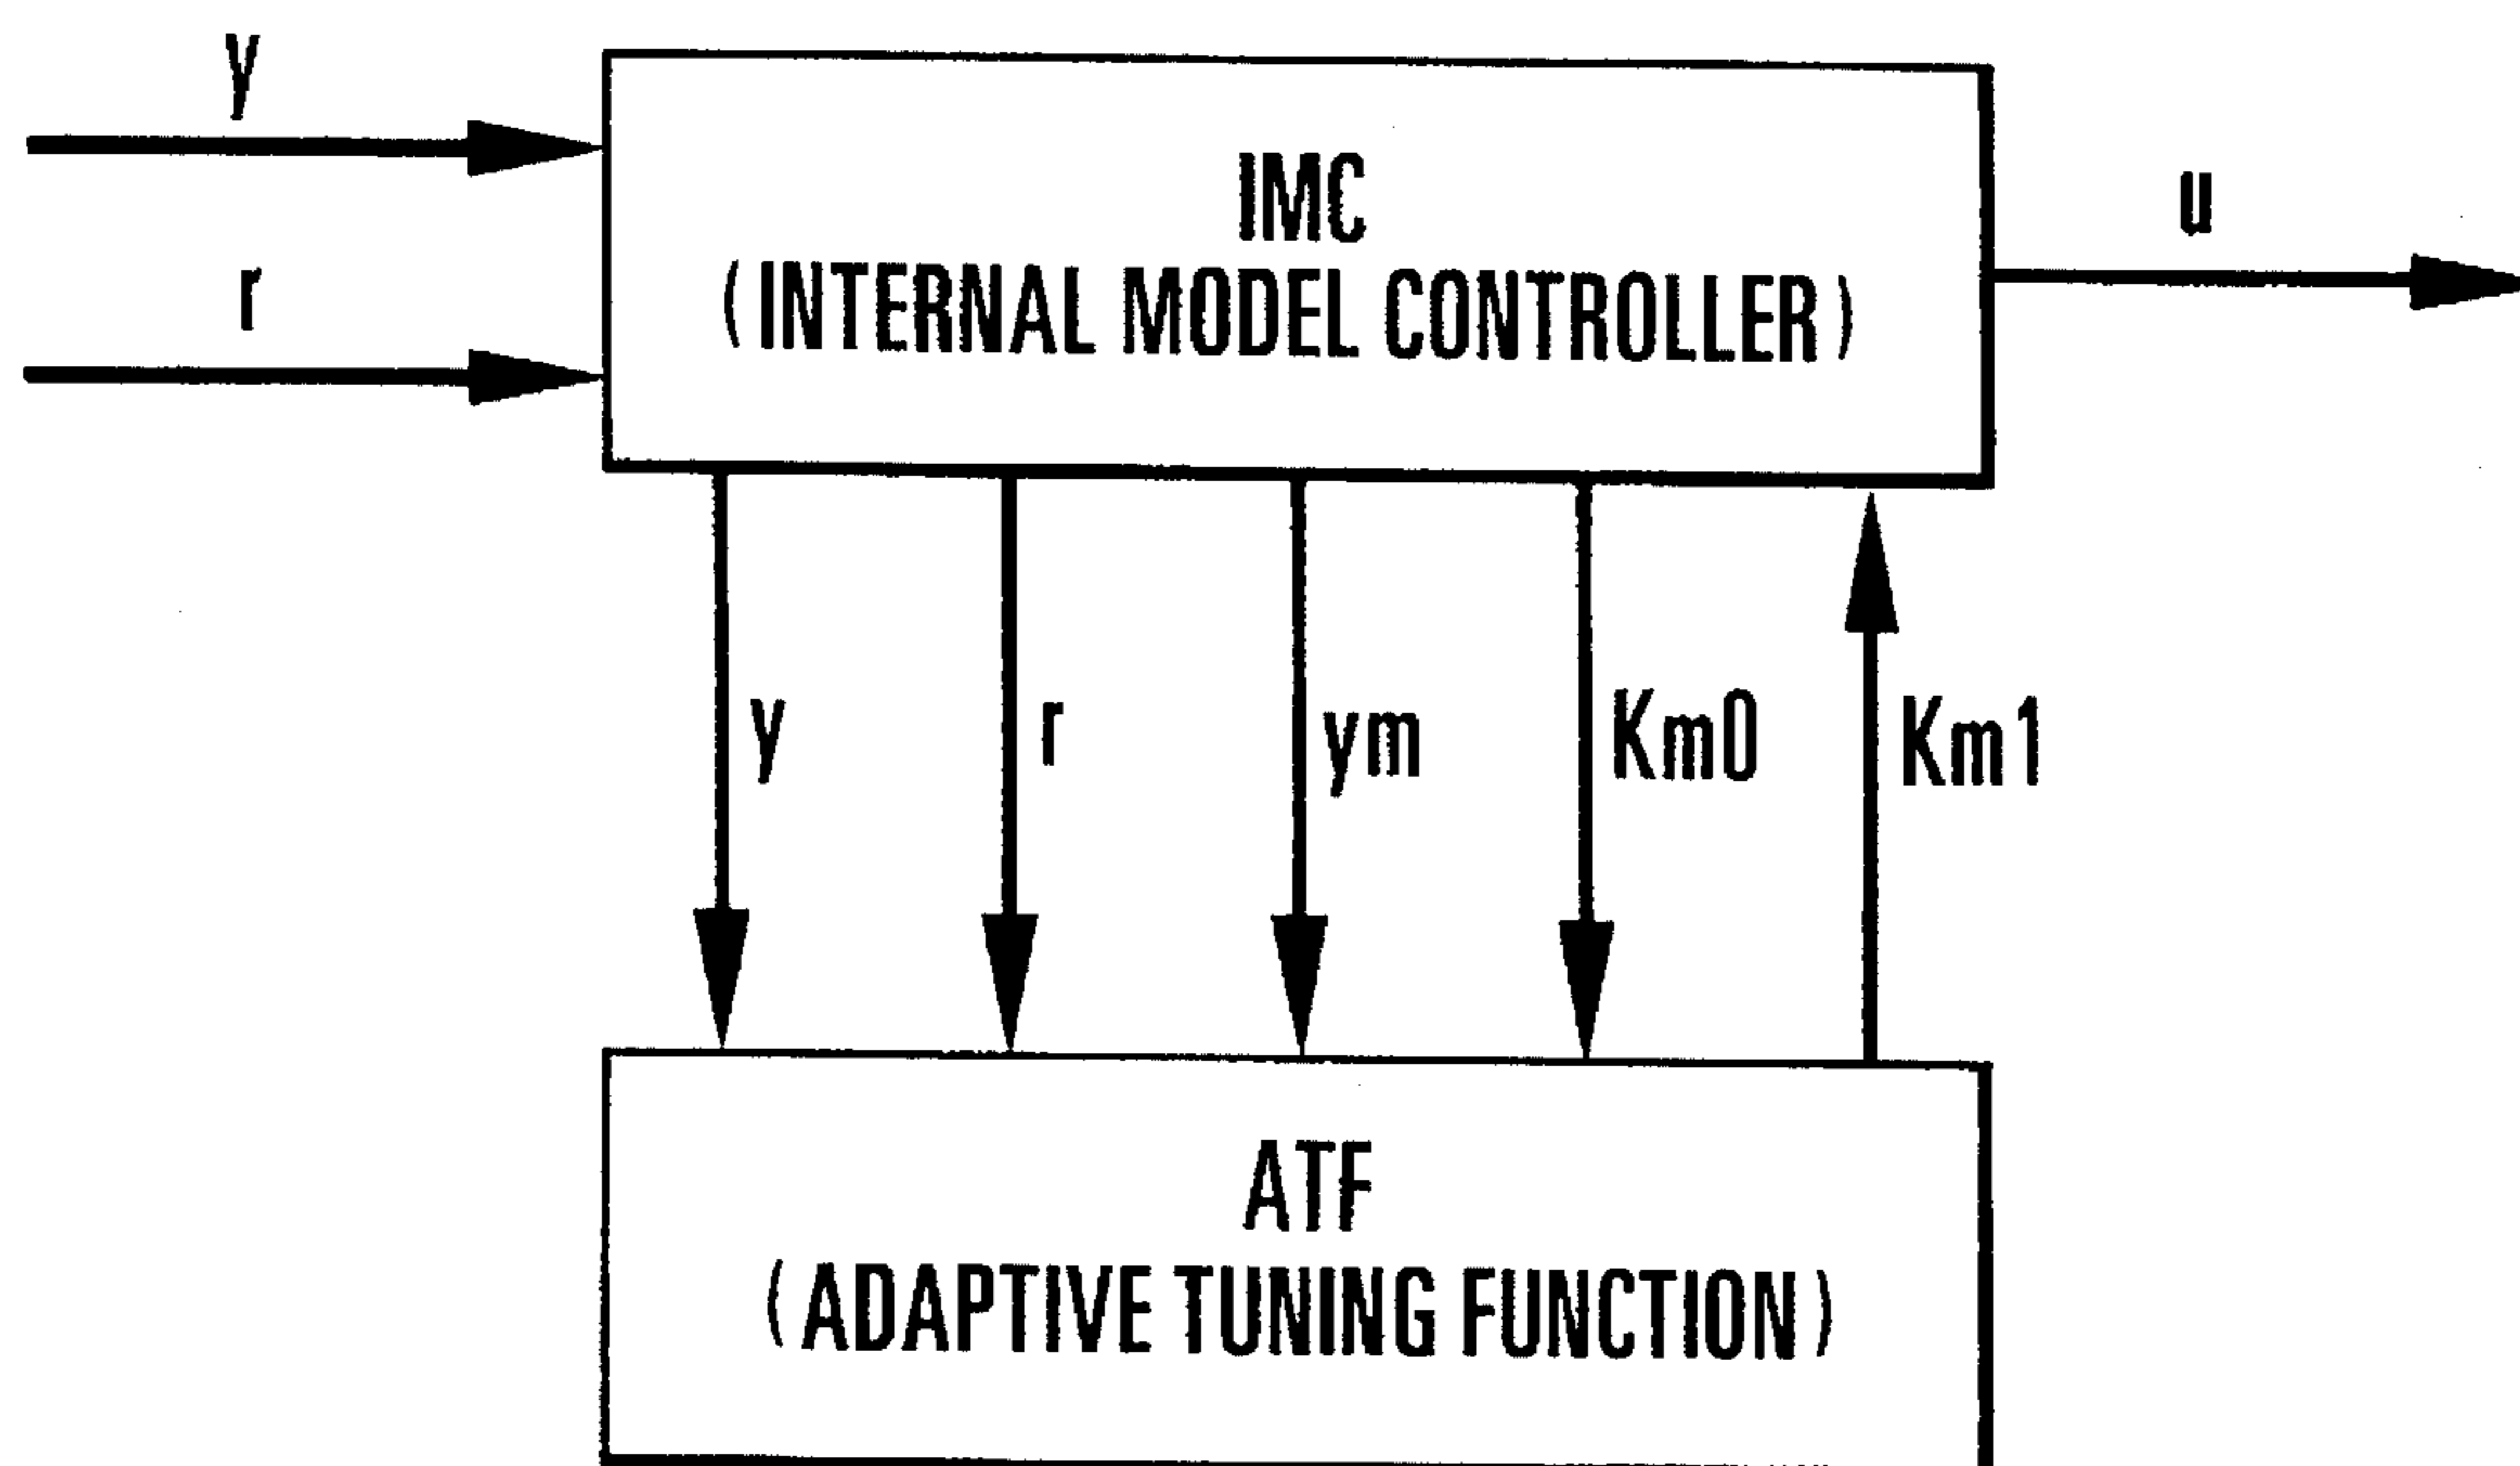 y
r
IMC
(INTERNAL MODEL CONTROLLER)
u
y
r
ym
Km0
Km1
ATF
(ADAPTIVE TUNING FUNCTION)